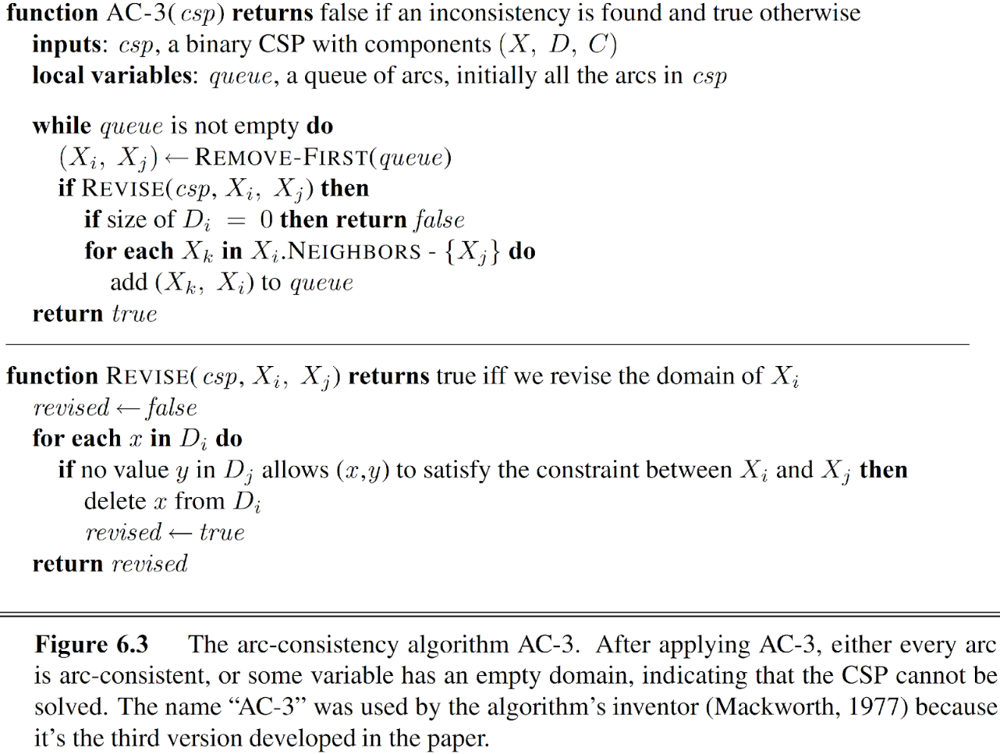 function AC-3( csp) returns false if an inconsistency is found and true otherwise
inputs: csp, a binary CSP with components (X, D, C)
local variables: queue, a queue of arcs, initially all the arcs in csp
while queue is not empty do
(Xi, Xj) ← REMOVE-FIRST(queue)
if REVISE(csp, Xi, Xj) then
if size of Di = 0 then return false
for each Xk in Xi.NEIGHBORS - {Xj} do
add (Xk, Xi) to queue
return true
function REVISE( csp, Xi, Xj) returns true iff we revise the domain of Xi
revised ← false
for each x in Di do
if no value y in Dj allows (x,y) to satisfy the constraint between Xi and Xj then
delete x from Di
revised ← true
return revised
Figure 6.3 The arc-consistency algorithm AC-3. After applying AC-3, either every arc
is arc-consistent, or some variable has an empty domain, indicating that the CSP cannot be
solved. The name “AC-3” was used by the algorithm’s inventor (Mackworth, 1977) because
it’s the third version developed in the paper.